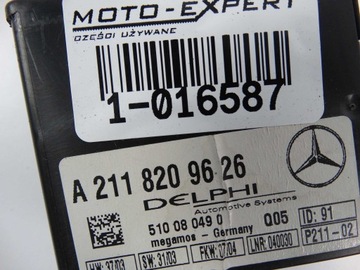 MOTO-EXPERT
CZĘŚCI UŻYWANE
1-016587
A 211 820 96 26
DELPHI
Automotive Systems
510 08 049 0 Q.05 ID: 91
megamos - Germany P211-02
HW: 37/03 SW: 31/03 FKW: 07/04 LNR: 040030